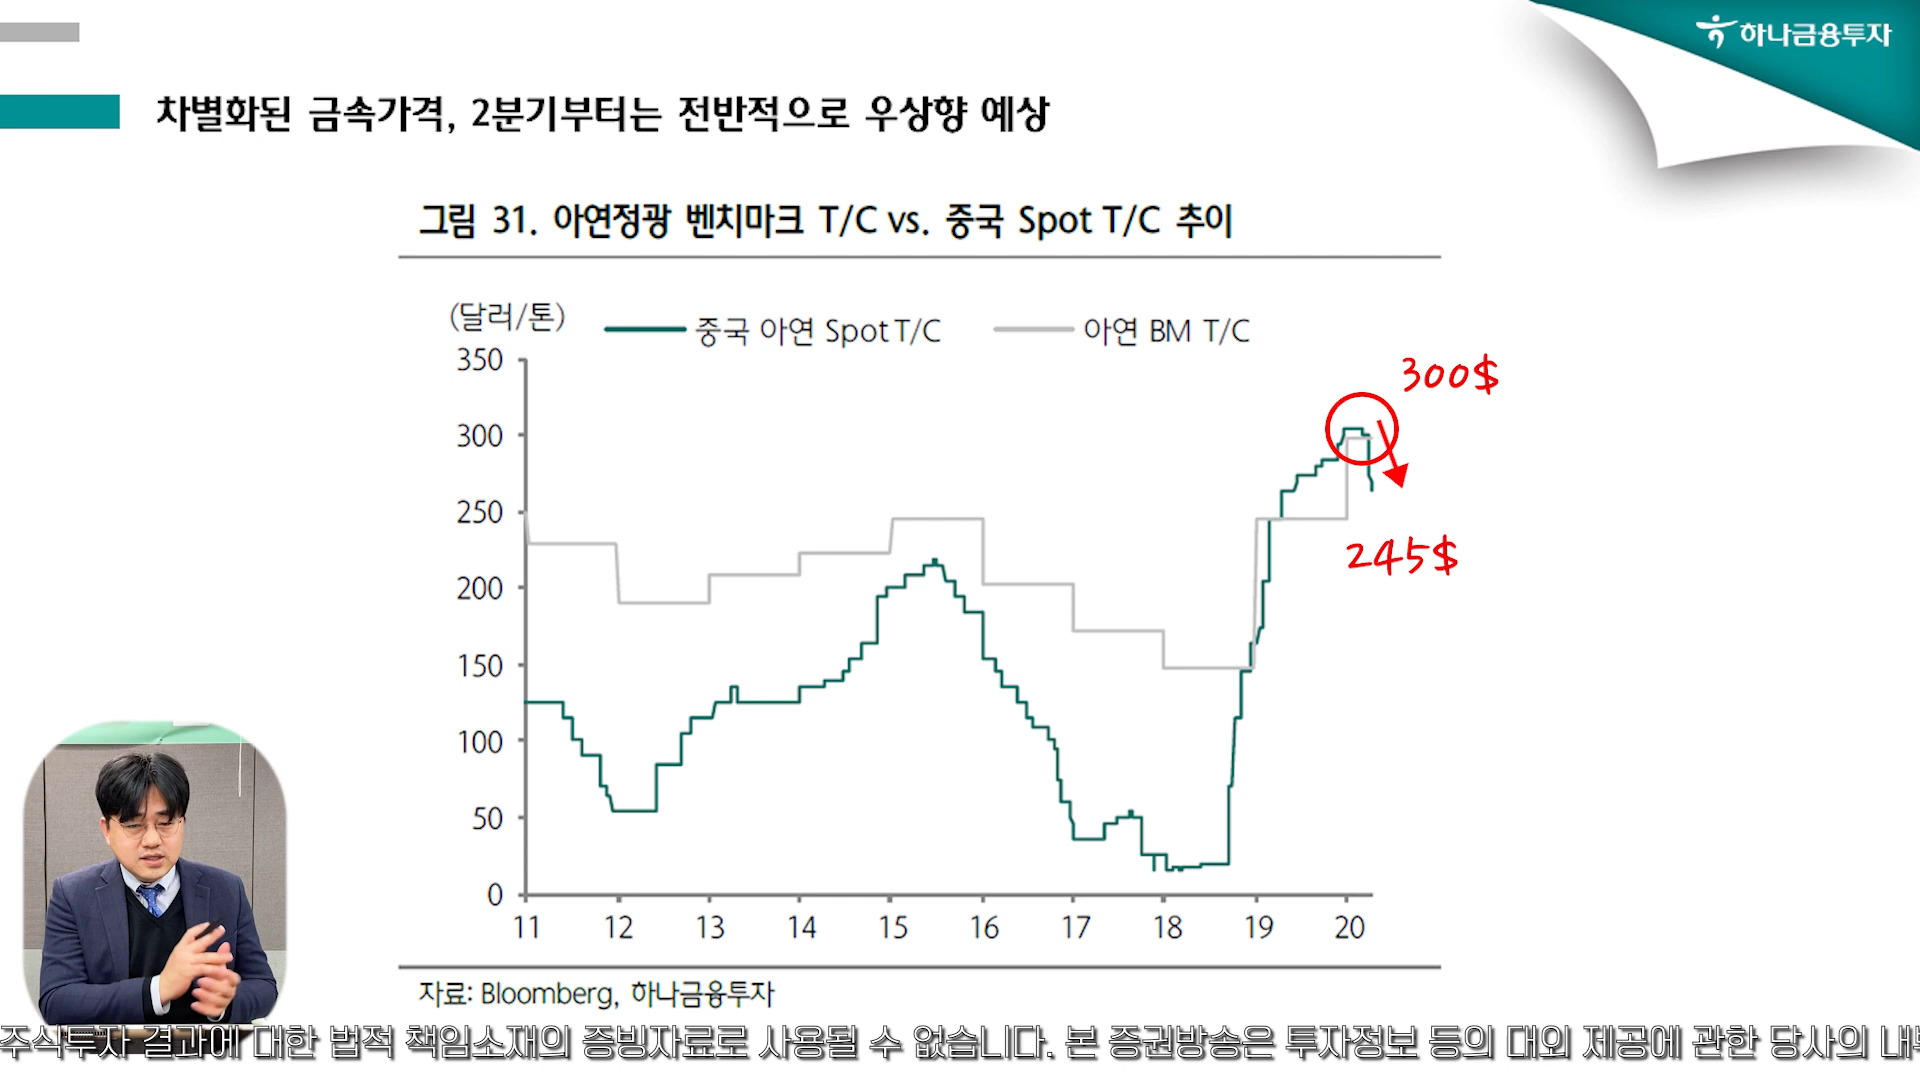 하나금융투자
차별화된 금속가격, 2분기부터는 전반적으로 우상향 예상
그림 31. 아연정광 벤치마크 T/C vs. 중국 Spot T/C 추이
(달러/톤)
중국 아연 Spot T/C
아연 BM T/C
350
300
250
200
150
100
50
0
300$
245$
11 12 13 14 15 16 17 18 19 20
자료: Bloomberg, 하나금융투자
주식투자 결과에 대한 법적 책임소재의 증빙자료로 사용될 수 없습니다. 본 증권방송은 투자정보 등의 대외 제공에 관한 당사의